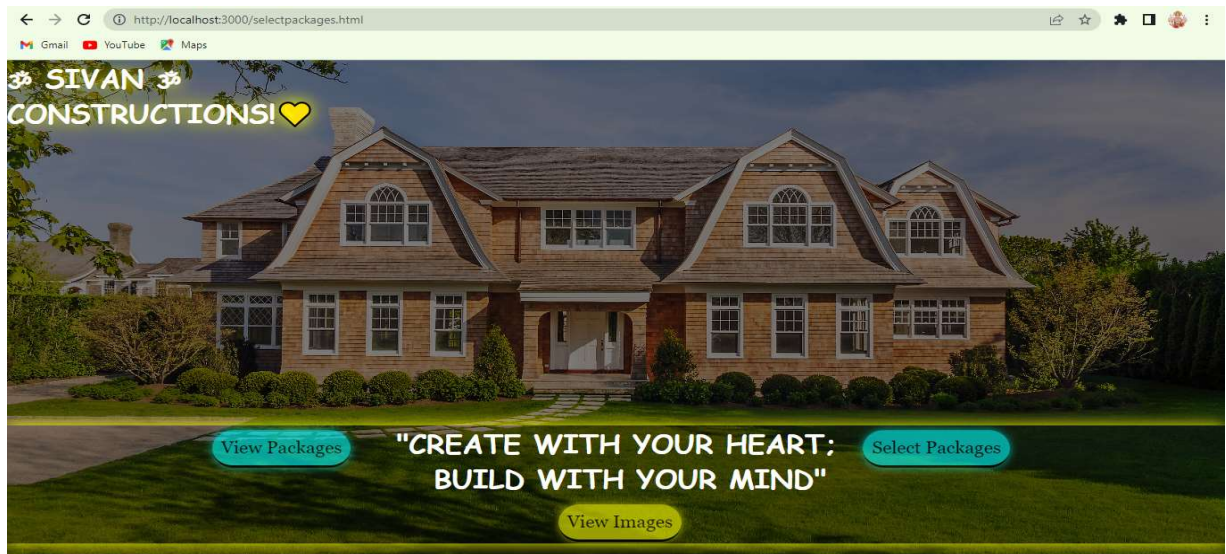 http://localhost:3000/selectpackages.html
Gmail YouTube Maps
ॐ SIVAN ॐ
CONSTRUCTIONS!💛
View Packages
"CREATE WITH YOUR HEART;
BUILD WITH YOUR MIND"
Select Packages
View Images